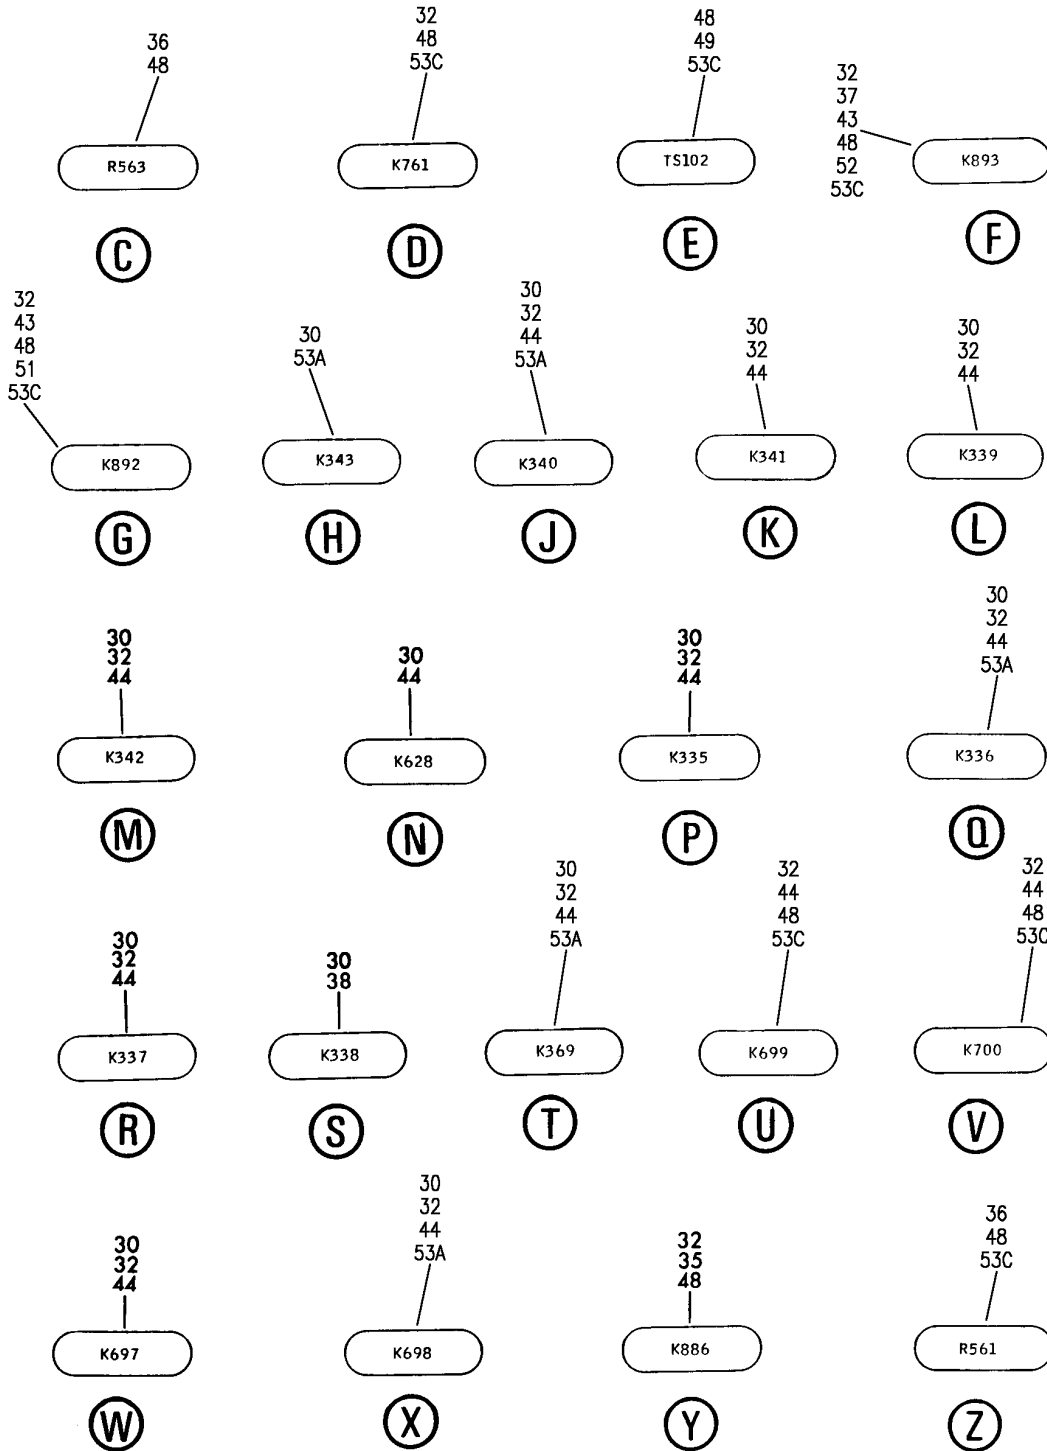 36
48
R563
C
32
48
53C
K761
D
48
49
53C
TS102
E
32
37
43
48
52
53C
K893
F
32
43
48
51
53C
K892
G
30
53A
K343
H
30
32
44
53A
K340
J
30
32
44
K341
K
30
32
44
K339
L
30
32
44
K342
M
30
44
K628
N
30
32
44
K335
P
30
32
44
53A
K336
Q
30
32
44
K337
R
30
38
K338
S
30
32
44
53A
K369
T
32
44
48
53C
K699
U
32
44
48
53C
K700
V
30
32
44
K697
W
30
32
44
53A
K698
X
32
35
48
K886
Y
36
48
53C
R561
Z